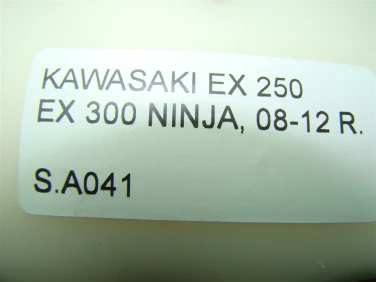 KAWASAKI EX 250
EX 300 NINJA, 08-12 R.
S.A041